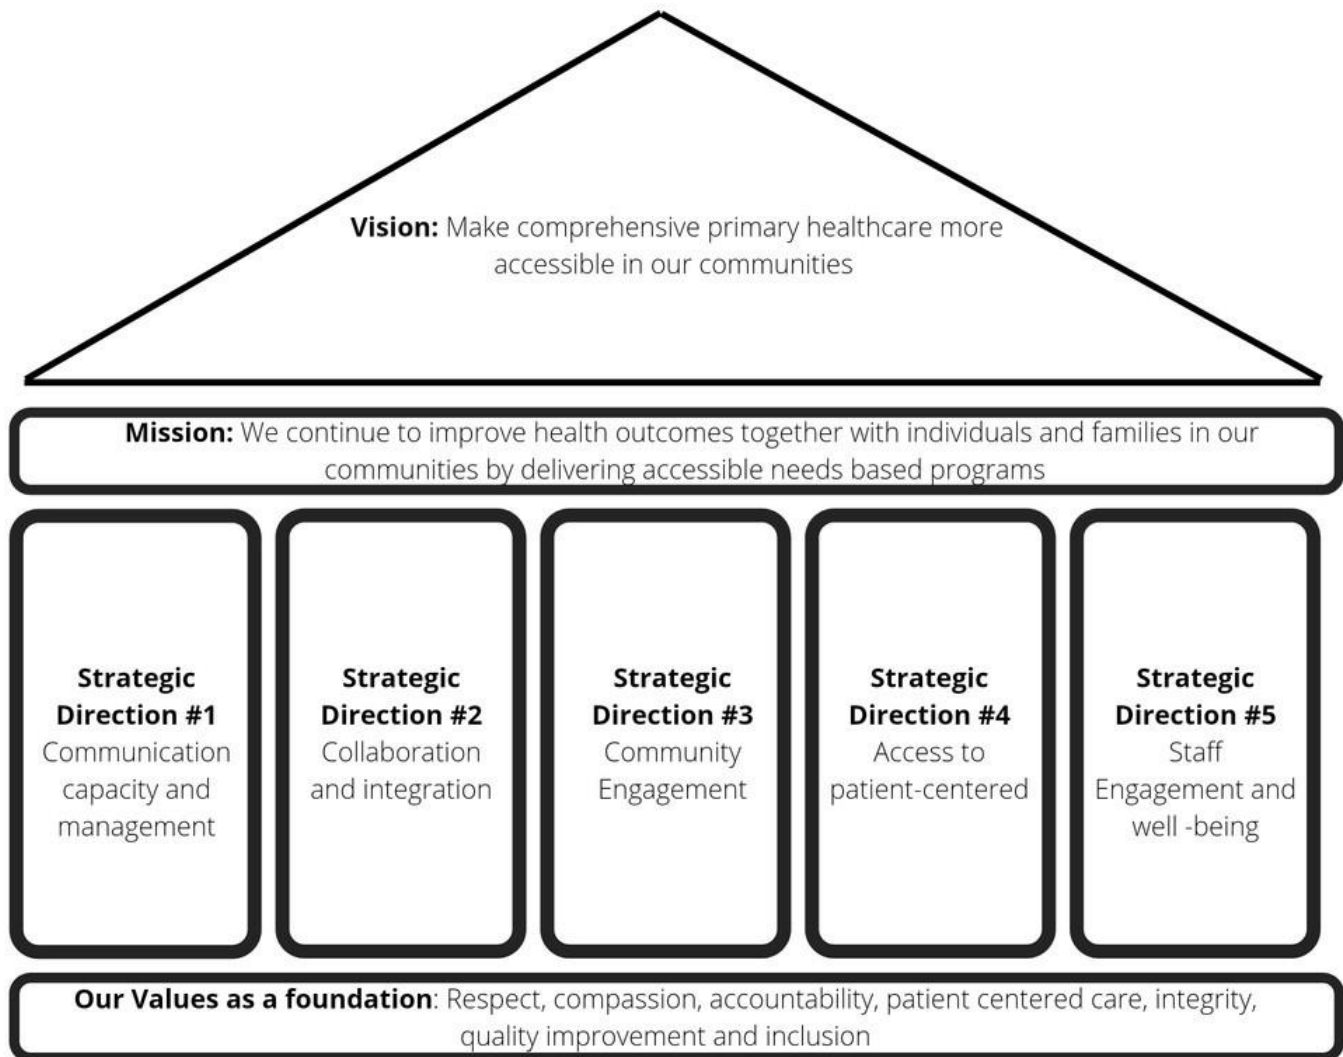 Vision: Make comprehensive primary healthcare more
accessible in our communities
Mission: We continue to improve health outcomes together with individuals and families in our
communities by delivering accessible needs based programs
Strategic
Direction #1
Communication
capacity and
management
Strategic
Direction #2
Collaboration
and integration
Strategic
Direction #3
Community
Engagement
Strategic
Direction #4
Access to
patient-centered
Strategic
Direction #5
Staff
Engagement and
well -being
Our Values as a foundation: Respect, compassion, accountability, patient centered care, integrity,
quality improvement and inclusion